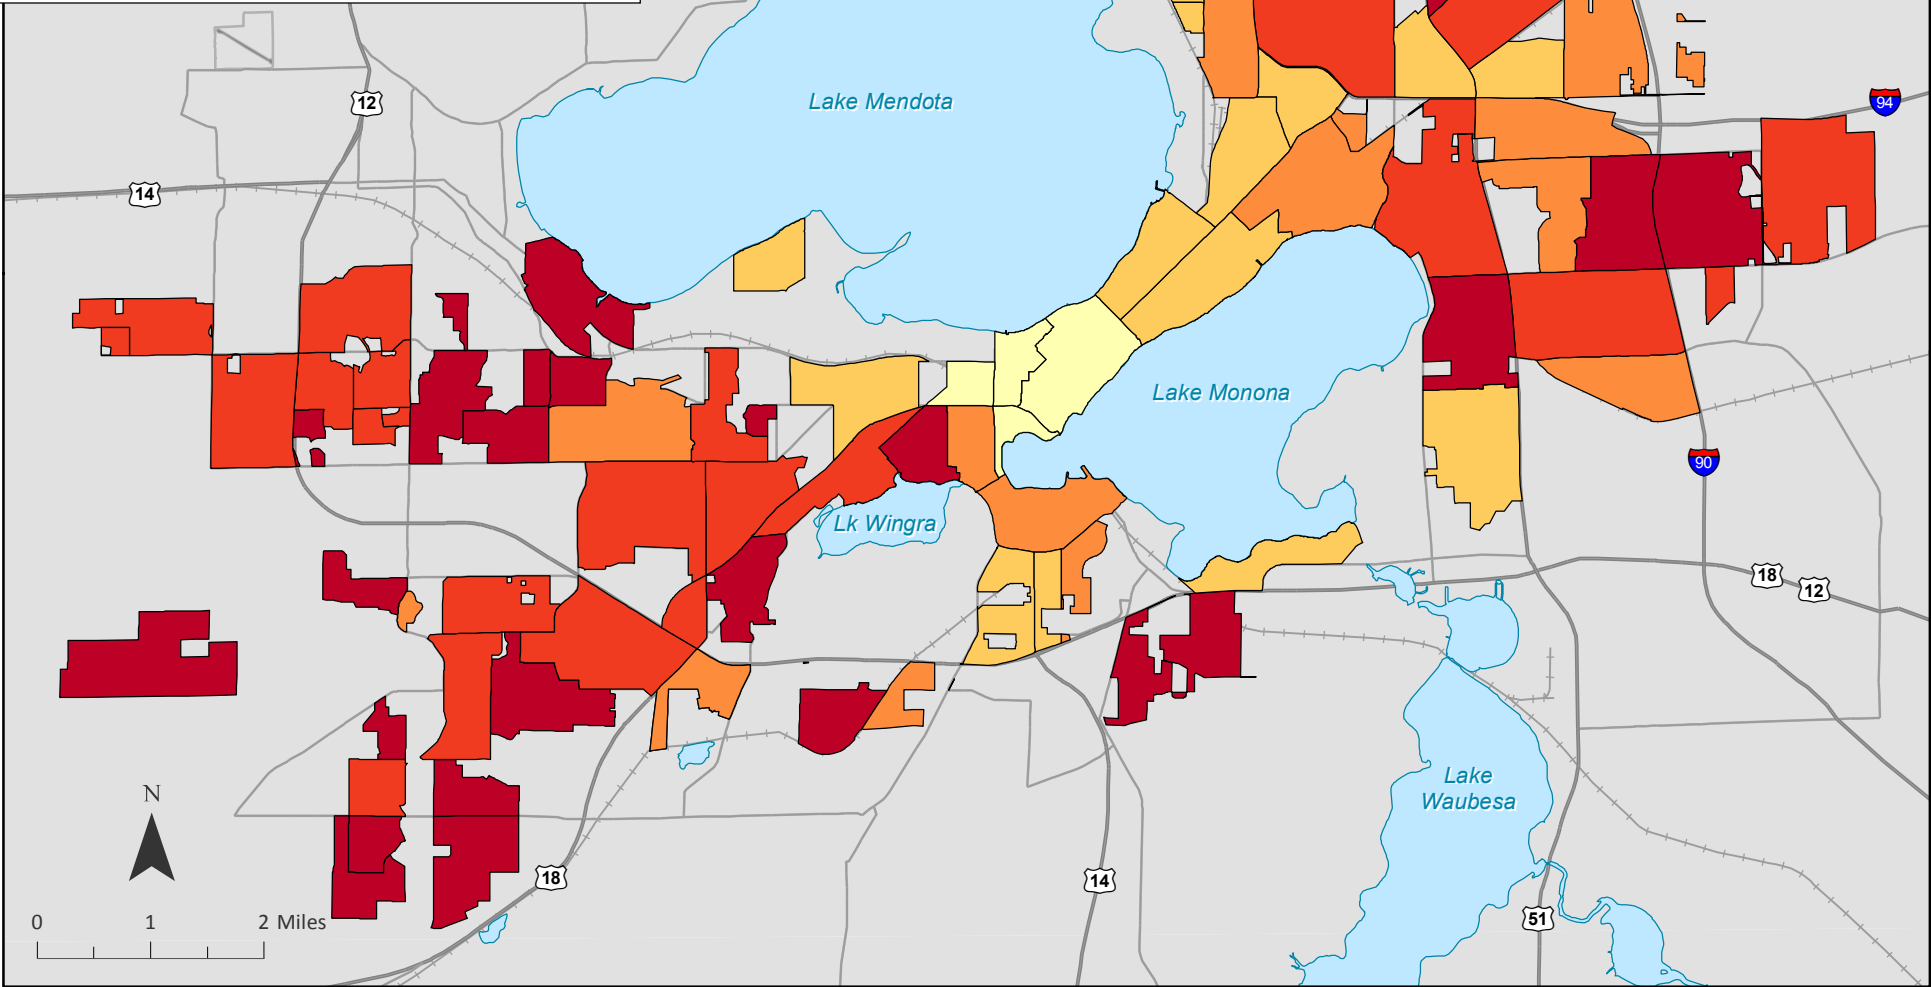 Lake Mendota
12
94
14
Lake Monona
90
Lk Wingra
18
12
Lake
Waubesa
N
18
14
0 1 2 Miles
51